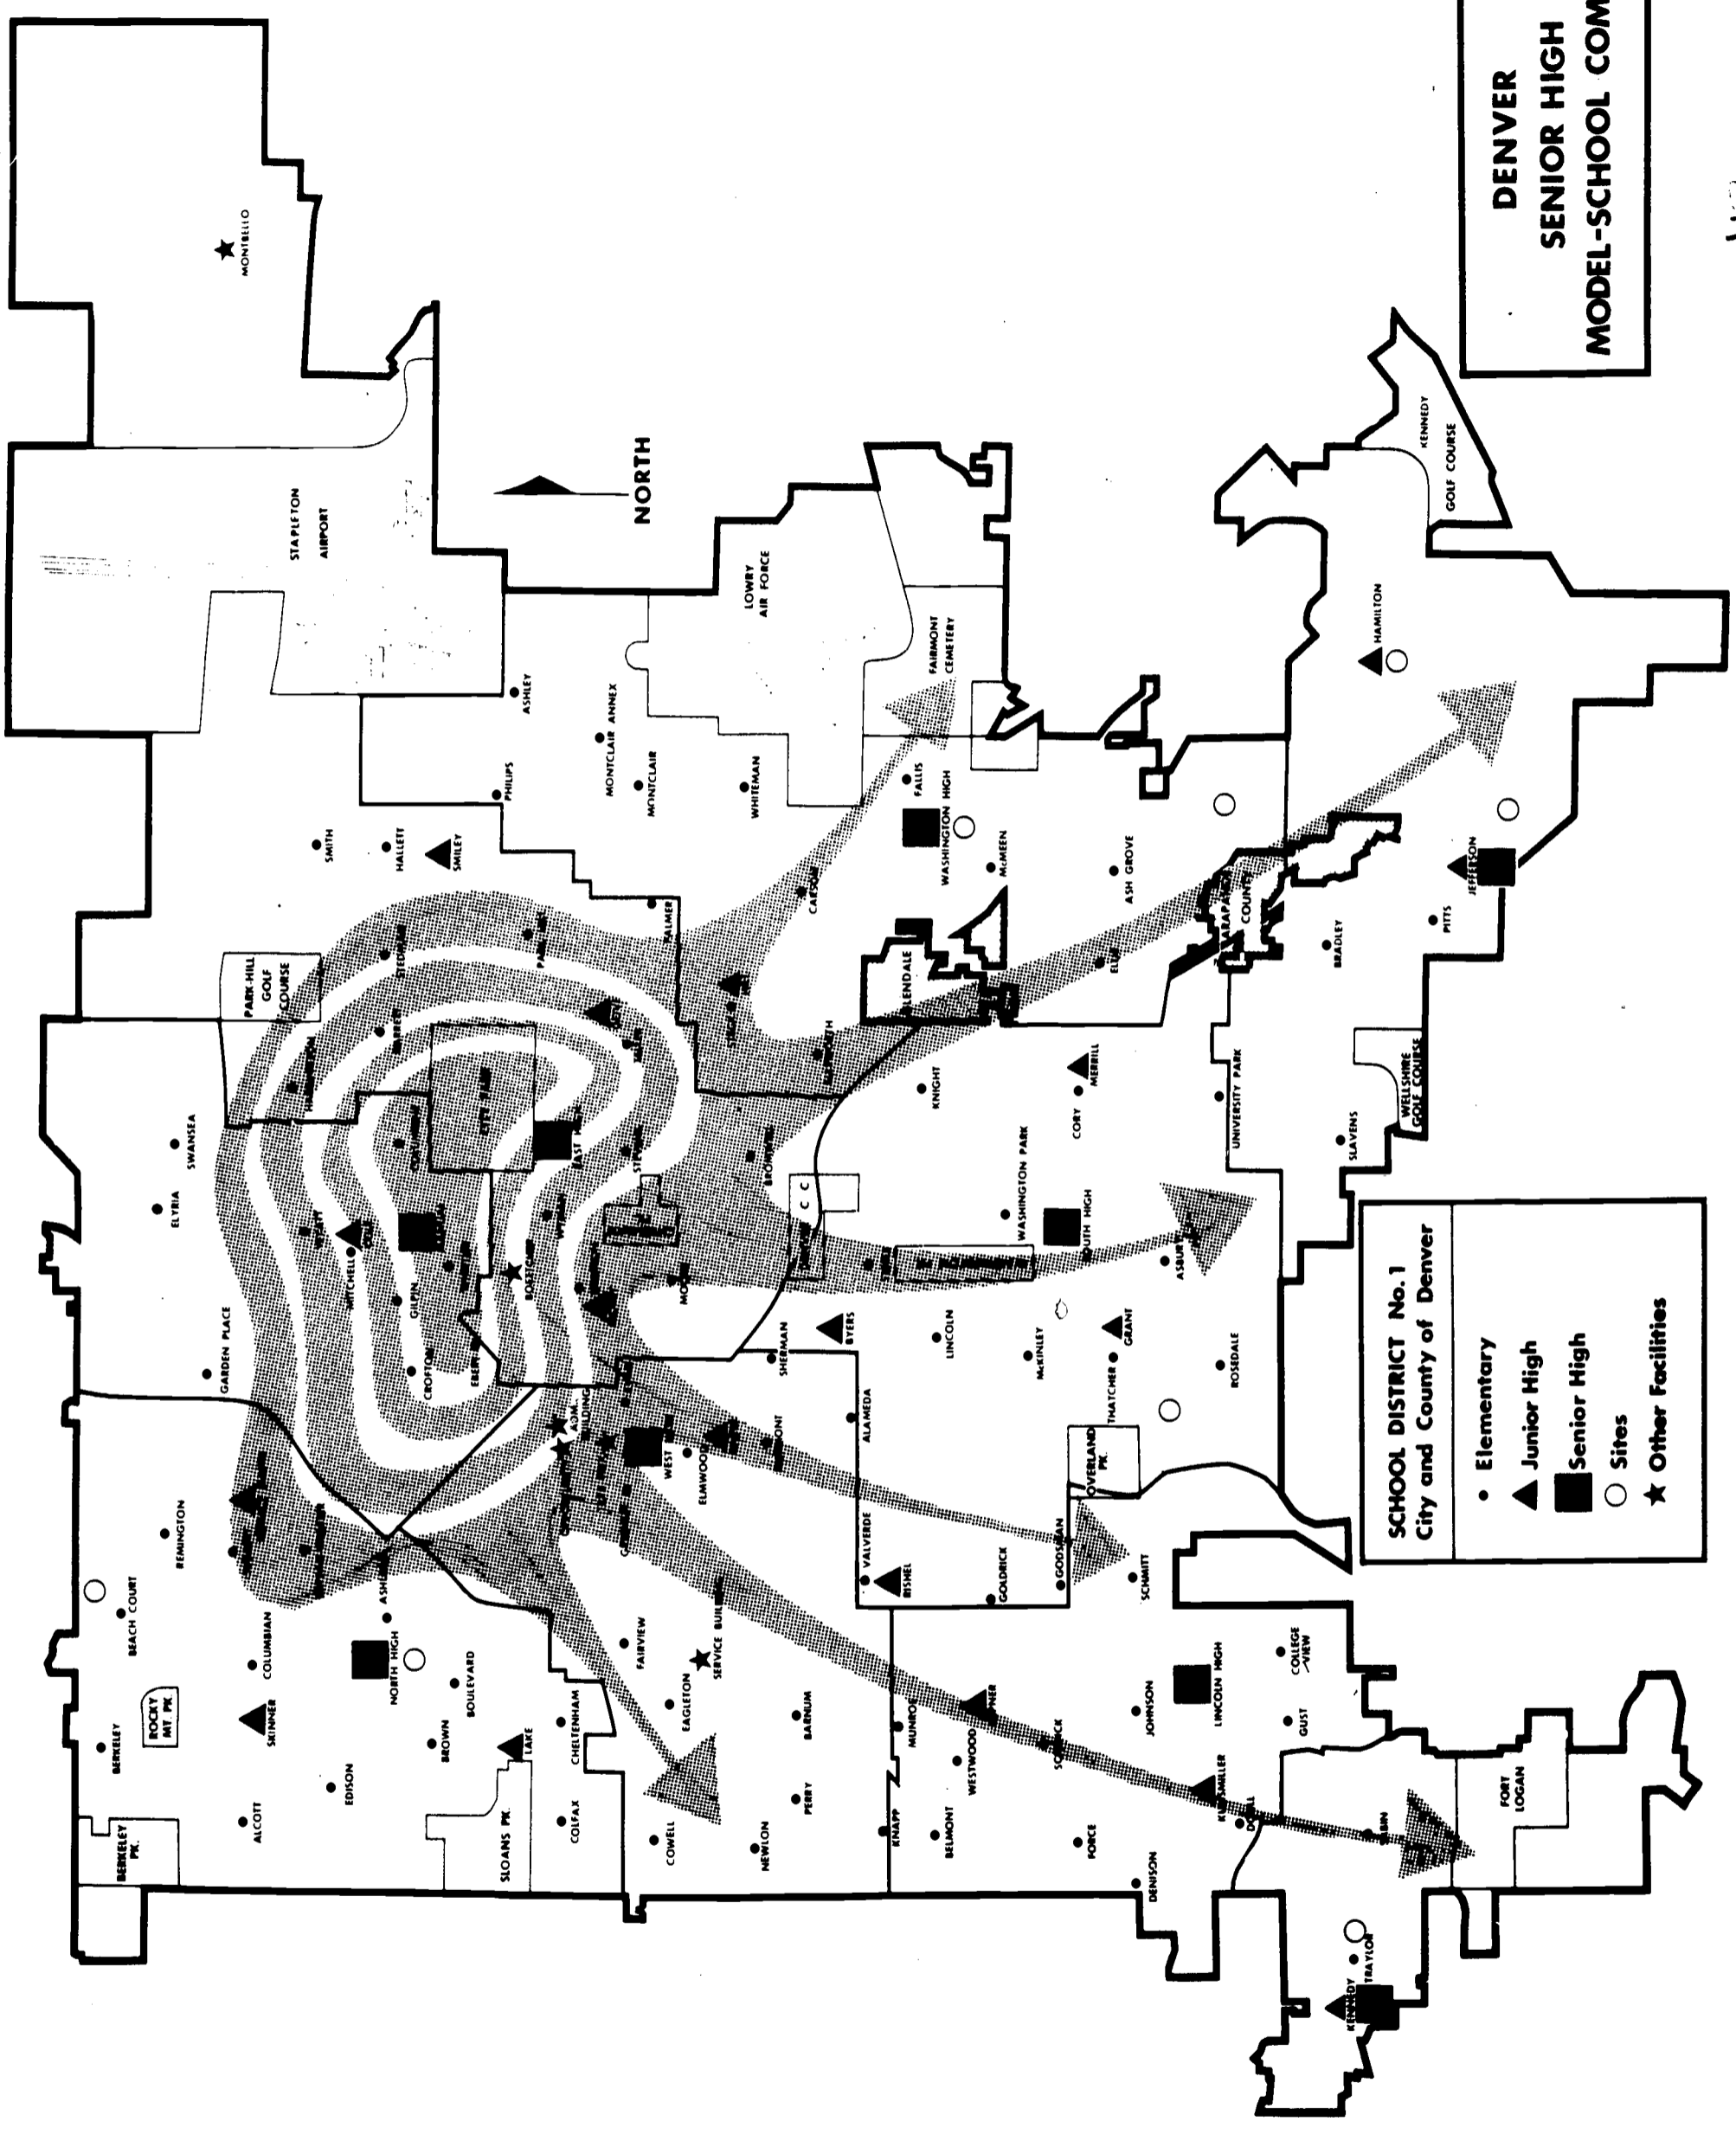 DENVER
SENIOR HIGH
MODEL-SCHOOL COM
MONTBELLO
STAPLETON
AIRPORT
NORTH
LOWRY
AIR FORCE
FAIRMONT
CEMETERY
KENNEDY
GOLF COURSE
HAMILTON
ASHLEY
MONTCLAIR ANNEX
MONTCLAIR
PHILIPS
WHITEMAN
FALLIS
WASHINGTON HIGH
McMEEN
ASH GROVE
SMITH
HALLETT
SMILEY
CARSON
PALMER
PARK HILL
GOLF
COURSE
STEDMAN
COUNTY
JEFFERSON
PITTS
BRADLEY
KNIGHT
MERRILL
CORY
UNIVERSITY PARK
WELLSHIRE
GOLF COURSE
SLAVENS
SWANSEA
ELYRIA
CITY PARK
EAST HIGH
MITCHELL
COLE
GILPIN
CROFTON
GARDEN PLACE
MOORE
C C
WASHINGTON PARK
SOUTH HIGH
ASBURY
SHERMAN
BYERS
LINCOLN
McKINLEY
GRANT
THATCHER
ROSEDALE
ADM.
BUILDING
WEST HIGH
ELMWOOD
ALAMEDA
OVERLAND
PK.
VALVERDE
RISHEL
GOLDRICK
GODSMAN
SCHMITT
REMINGTON
BEACH COURT
COLUMBIAN
NORTH HIGH
BOULEVARD
BROWN
SKINNER
ROCKY
MT PK.
BERKELEY
BERKELEY
PK.
ALCOTT
EDISON
LAKE
SLOANS PK.
CHELTENHAM
COLFAX
FAIRVIEW
SERVICE BUILDING
EAGLETON
BARNUM
PERRY
COWELL
NEWLON
KNAPP
MUNROE
WESTWOOD
BELMONT
FORCE
DENISON
JOHNSON
LINCOLN HIGH
COLLEGE
VIEW
GUST
KUNSMILLER
DOULL
SABIN
FORT
LOGAN
TRAYLOR
KENNEDY
SCHOOL DISTRICT No. 1
City and County of Denver
Elementary
Junior High
Senior High
Sites
Other Facilities